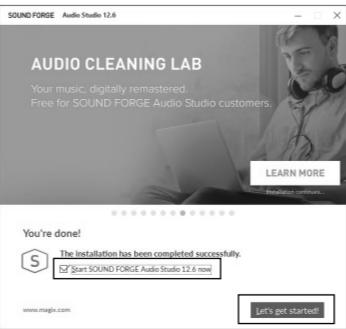 SOUND FORGE Audio Studio 12.6
AUDIO CLEANING LAB
Your music, digitally remastered.
Free for SOUND FORGE Audio Studio customers.
LEARN MORE
Installation continues...
You're done!
The installation has been completed successfully.
S
Start SOUND FORGE Audio Studio 12.6 now
www.magix.com
Let's get started!